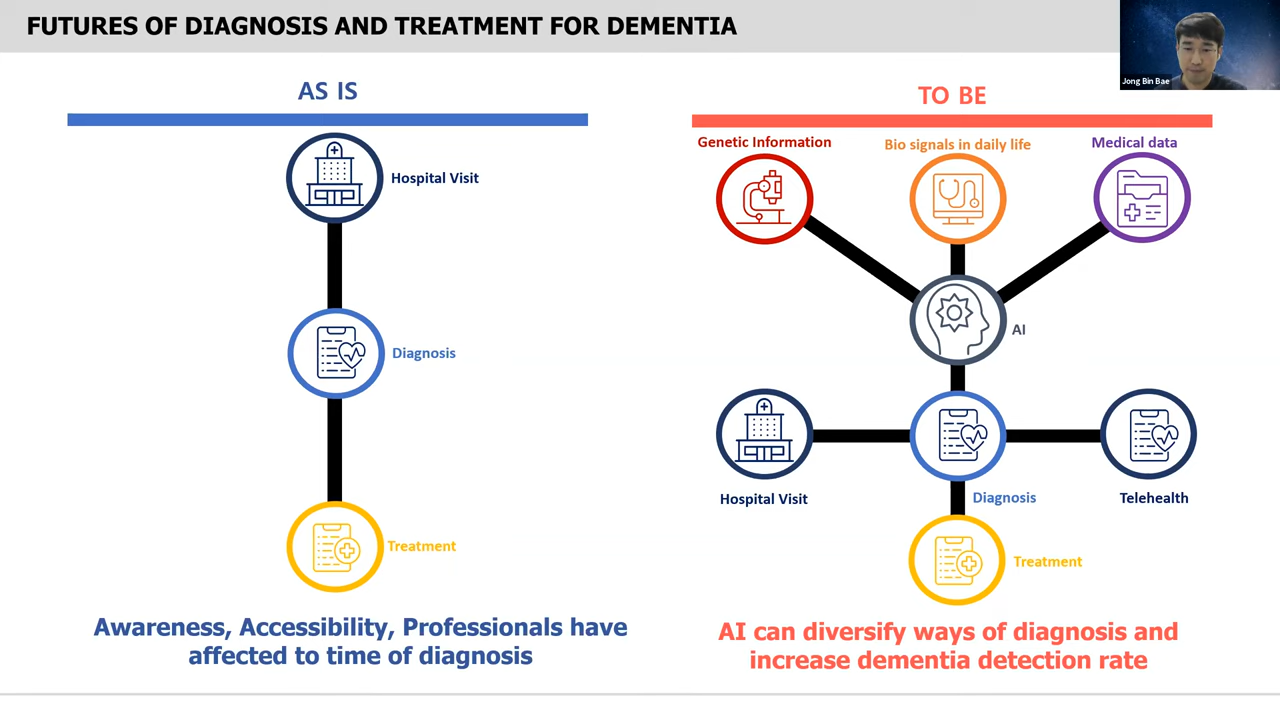 FUTURES OF DIAGNOSIS AND TREATMENT FOR DEMENTIA
Jong Bin Bae
AS IS
Hospital Visit
Diagnosis
Treatment
Awareness, Accessibility, Professionals have
affected to time of diagnosis
TO BE
Genetic Information
Bio signals in daily life
Medical data
AI
Hospital Visit
Diagnosis
Telehealth
Treatment
AI can diversify ways of diagnosis and
increase dementia detection rate